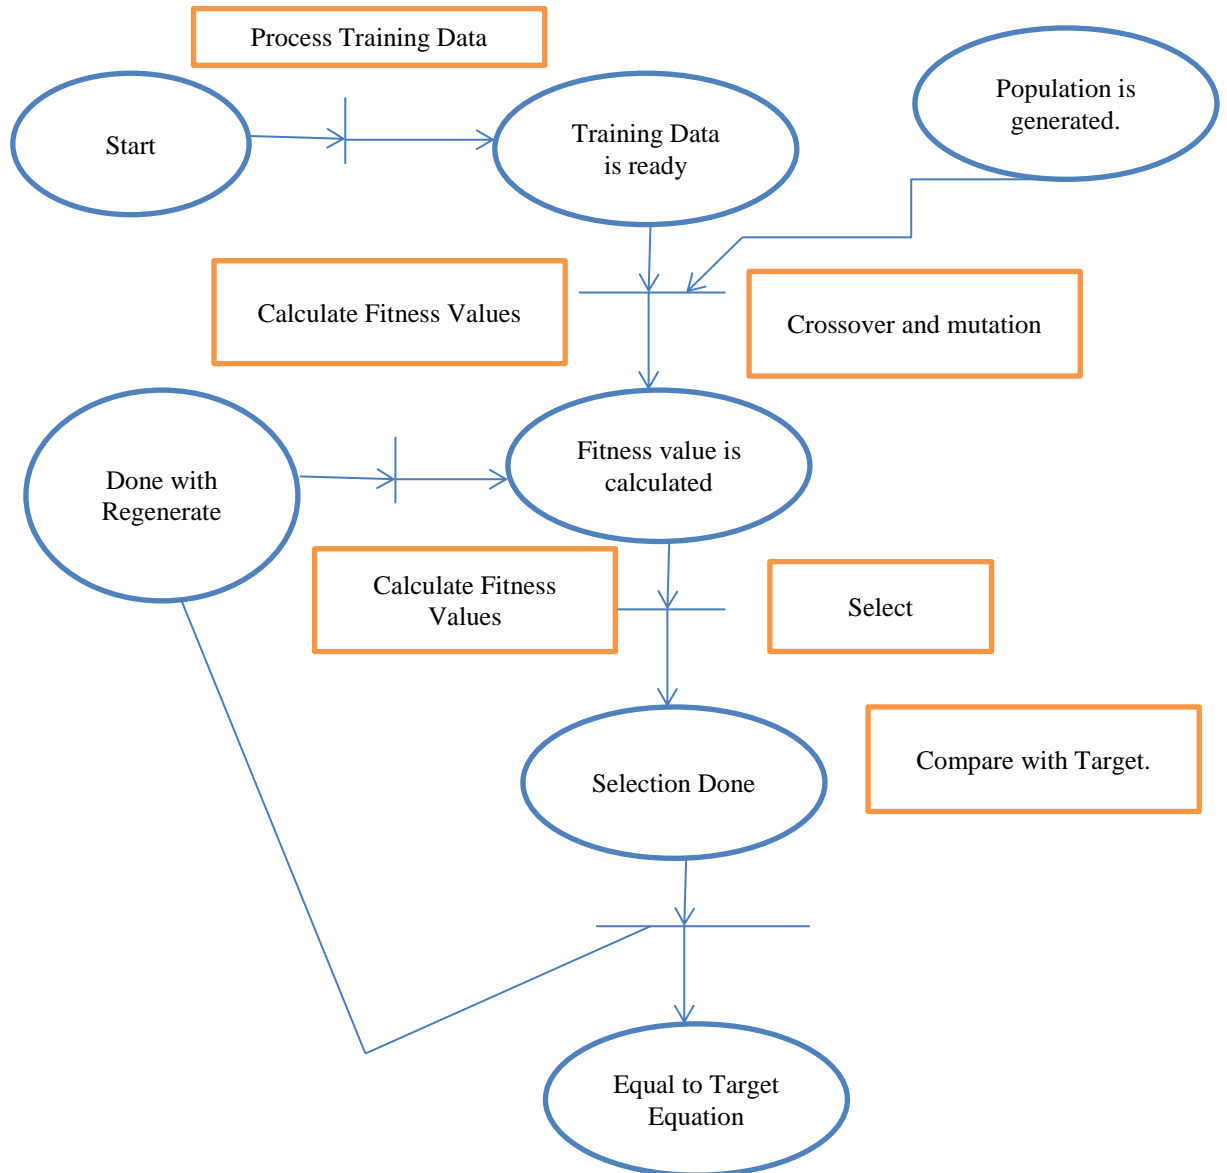 Process Training Data
Start
Training Data
is ready
Population is
generated.
Calculate Fitness Values
Crossover and mutation
Done with
Regenerate
Fitness value is
calculated
Calculate Fitness
Values
Select
Selection Done
Compare with Target.
Equal to Target
Equation